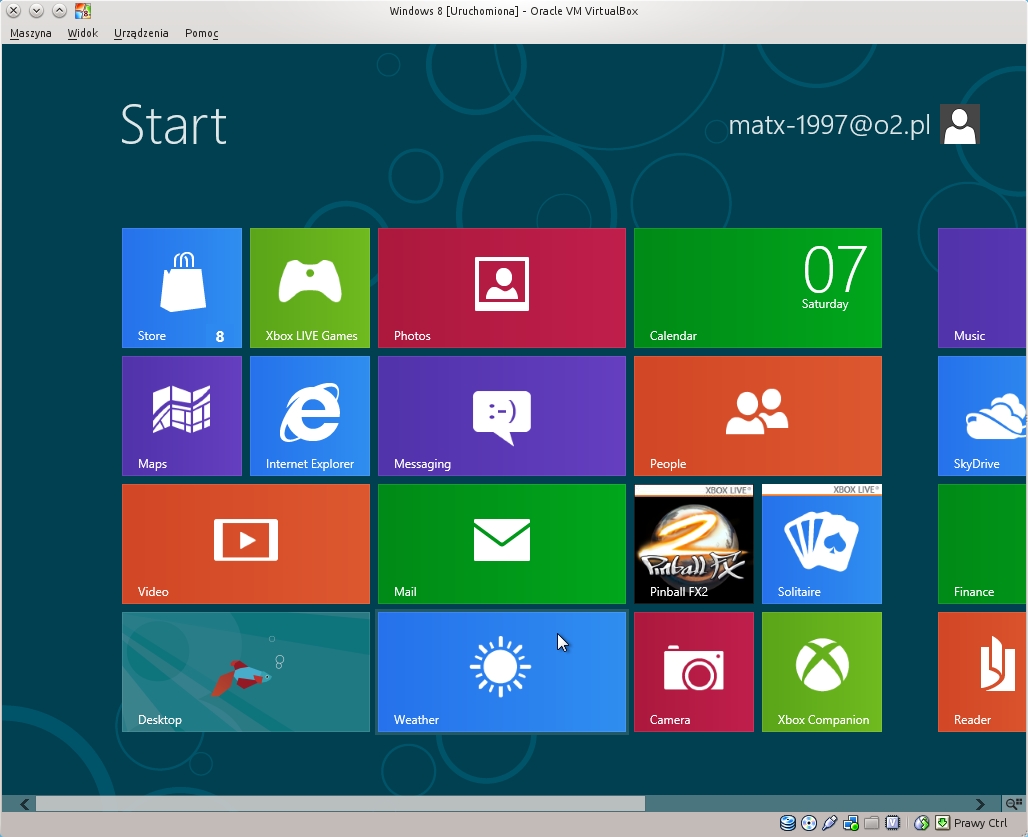 Windows 8 [Uruchomiona] - Oracle VM VirtualBox
Maszyna Widok Urządzenia Pomoc
Start
matx-1997@o2.pl
Store 8
Xbox LIVE Games
Photos
07
Saturday
Calendar
Music
Maps
Internet Explorer
:-)
Messaging
People
SkyDrive
Video
Mail
XBOX LIVE
2
Pinball FX
Pinball FX2
XBOX LIVE
Solitaire
Finance
Desktop
Weather
Camera
Xbox Companion
Reader
Prawy Ctrl